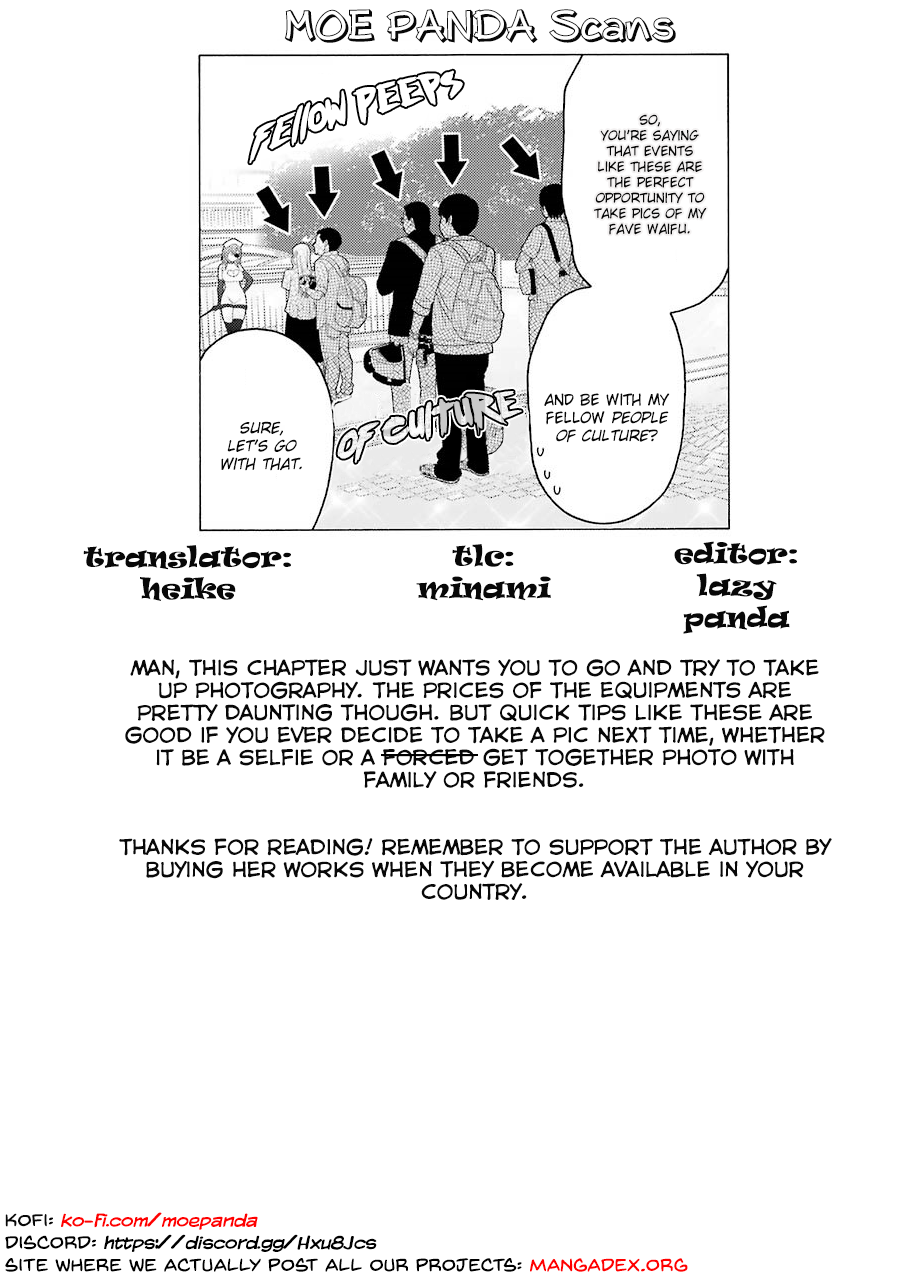 MOE PANDA Scans
FELLOW PEEPS
SO,
YOU'RE SAYING
THAT EVENTS
LIKE THESE ARE
THE PERFECT
OPPORTUNITY TO
TAKE PICS OF MY
FAVE WAIFU.
AND BE WITH MY
FELLOW PEOPLE
OF CULTURE?
OF CULTURE
SURE,
LET'S GO
WITH THAT.
translator:
heike
tlc:
minami
editor:
lazy
panda
MAN, THIS CHAPTER JUST WANTS YOU TO GO AND TRY TO TAKE
UP PHOTOGRAPHY. THE PRICES OF THE EQUIPMENTS ARE
PRETTY DAUNTING THOUGH. BUT QUICK TIPS LIKE THESE ARE
GOOD IF YOU EVER DECIDE TO TAKE A PIC NEXT TIME, WHETHER
IT BE A SELFIE OR A FORCED GET TOGETHER PHOTO WITH
FAMILY OR FRIENDS.
THANKS FOR READING! REMEMBER TO SUPPORT THE AUTHOR BY
BUYING HER WORKS WHEN THEY BECOME AVAILABLE IN YOUR
COUNTRY.
KOFI: ko-fi.com/moepanda
DISCORD: https://discord.gg/Hxu8Jcs
SITE WHERE WE ACTUALLY POST ALL OUR PROJECTS: MANGADEX.ORG